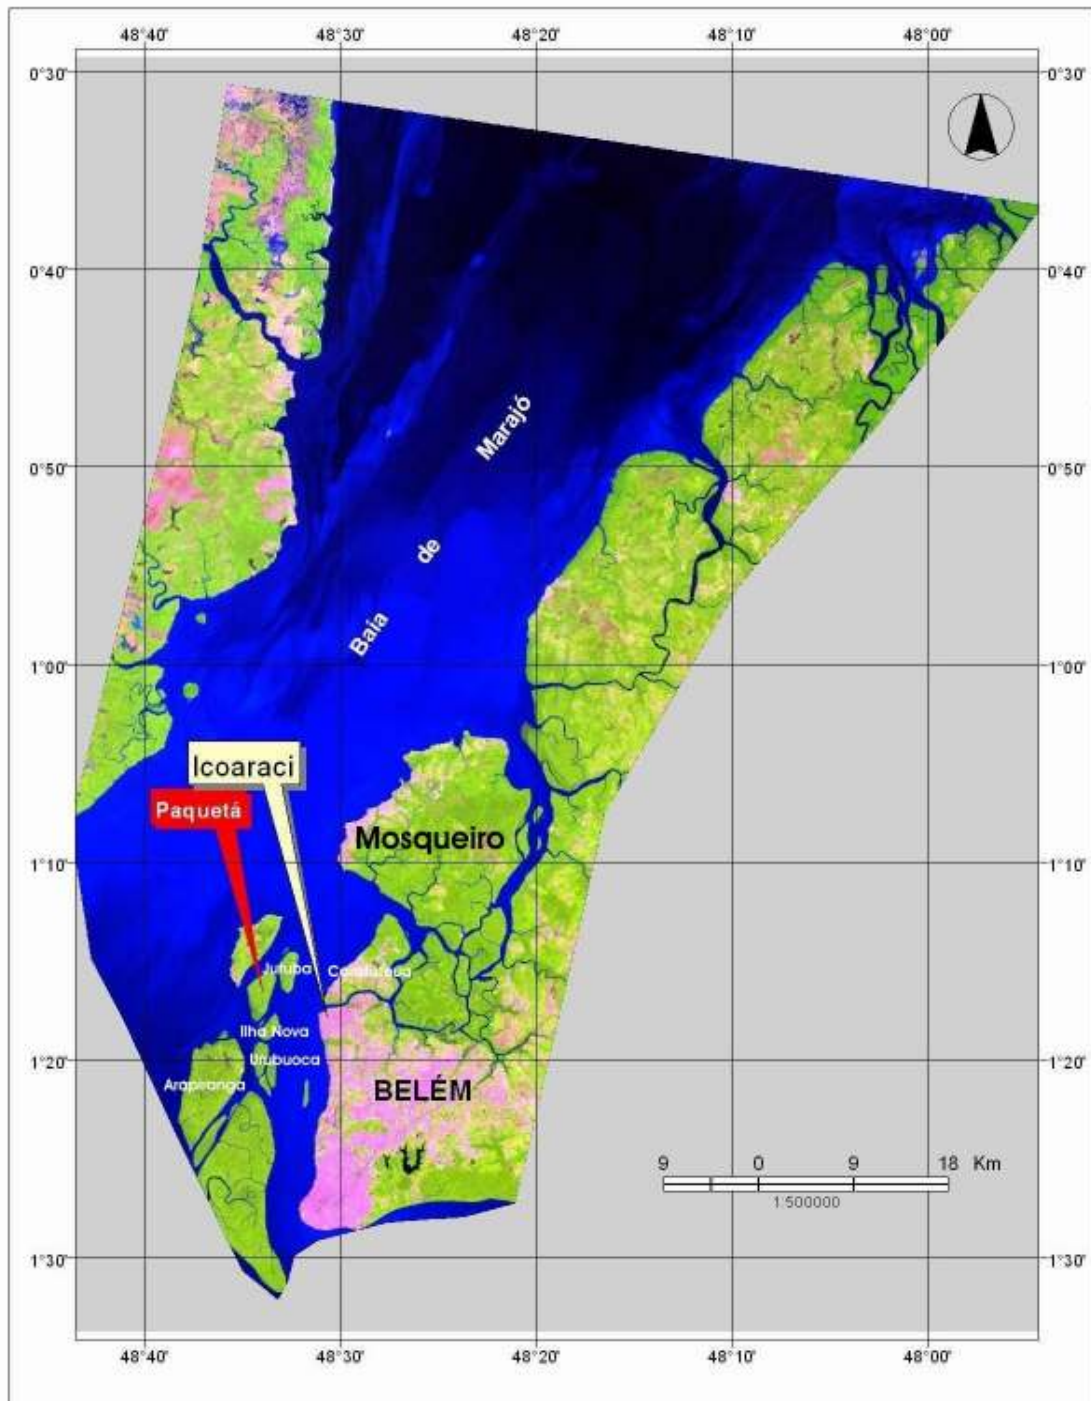 48°40' 48°30' 48°20' 48°10' 48°00'
0°30' 0°30'
0°40' 0°40'
Marajó
0°50' 0°50'
de
Baia
1°00' 1°00'
Icoaraci
Paquetá
Mosqueiro
1°10' 1°10'
Jutuba
Ilha Nova
Urubuoca
1°20' 1°20'
Arapiranga
BELÉM
9 0 9 18 Km
1:500000
1°30' 1°30'
48°40' 48°30' 48°20' 48°10' 48°00'